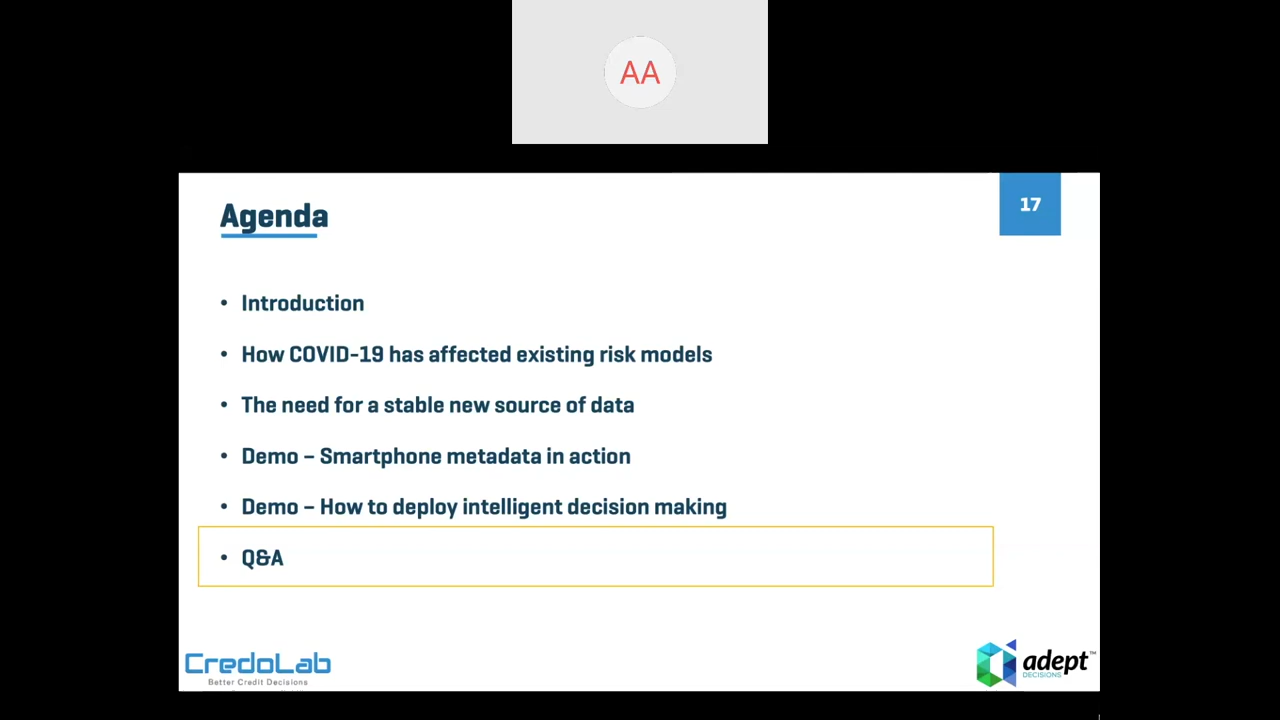 AA
Agenda
17
• Introduction
• How COVID-19 has affected existing risk models
• The need for a stable new source of data
• Demo – Smartphone metadata in action
• Demo – How to deploy intelligent decision making
• Q&A
CredoLab
Better Credit Decisions
adept™
DECISIONS